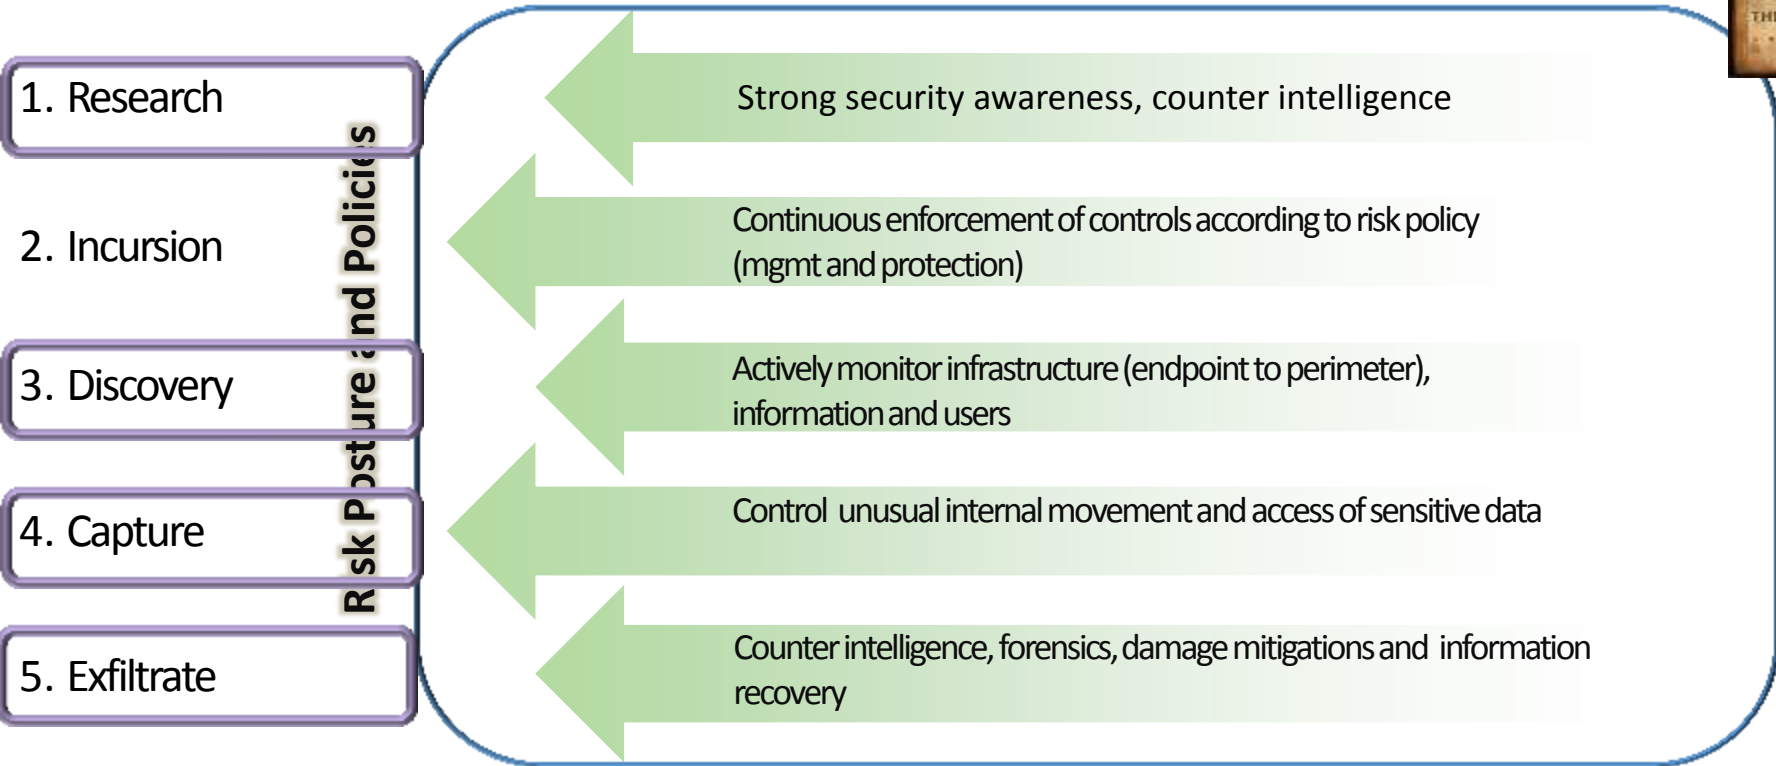 1. Research
Strong security awareness, counter intelligence
2. Incursion
Continuous enforcement of controls according to risk policy
(mgmt and protection)
3. Discovery
Actively monitor infrastructure (endpoint to perimeter),
information and users
4. Capture
Control unusual internal movement and access of sensitive data
5. Exfiltrate
Counter intelligence, forensics, damage mitigations and information
recovery
Risk Posture and Policies